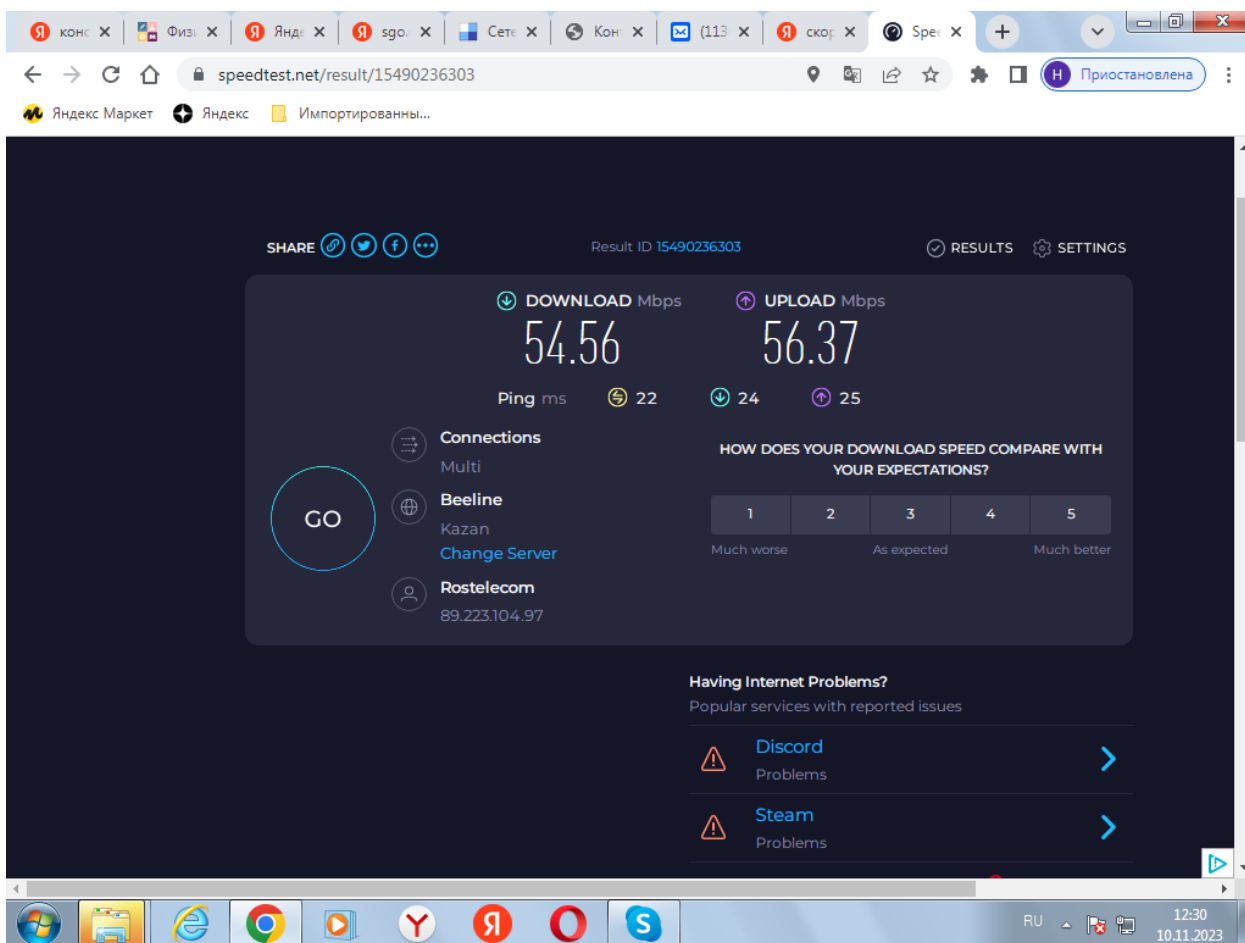 конс
Физи
Янде
sgo.
Сете
Кон
(113
скор
Spee
speedtest.net/result/15490236303
Н Приостановлена
Яндекс Маркет Яндекс Импортированны...
SHARE Result ID 15490236303 RESULTS SETTINGS
DOWNLOAD Mbps UPLOAD Mbps
54.56 56.37
Ping ms 22 24 25
Connections
Multi
Beeline
Kazan
Change Server
Rostelecom
89.223.104.97
GO
HOW DOES YOUR DOWNLOAD SPEED COMPARE WITH
YOUR EXPECTATIONS?
1 2 3 4 5
Much worse As expected Much better
Having Internet Problems?
Popular services with reported issues
Discord
Problems
Steam
Problems
RU 12:30
10.11.2023